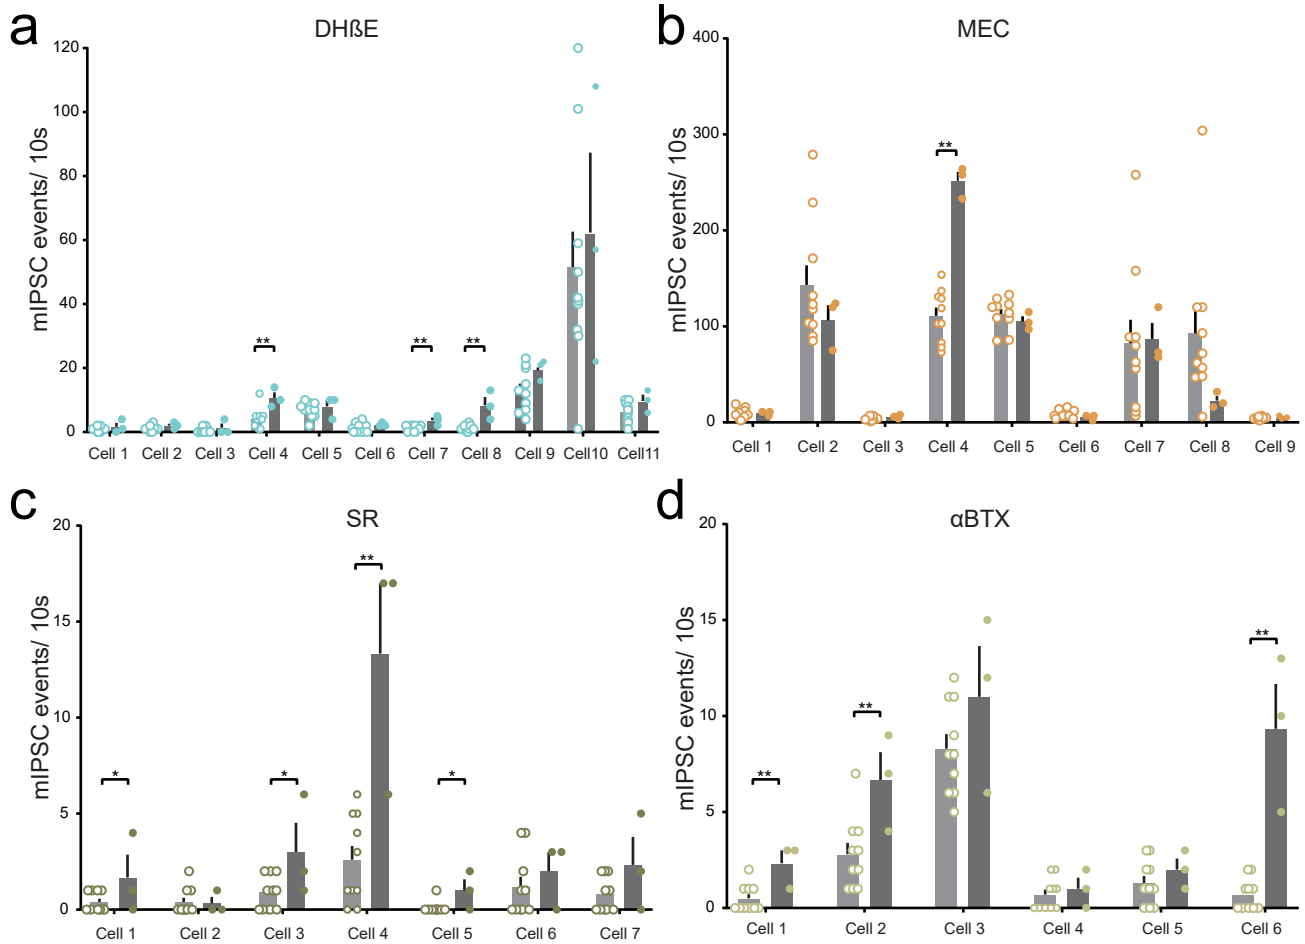 a
DHßE
mIPSC events/ 10s
120
100
80
60
40
20
0
** ** **
Cell 1 Cell 2 Cell 3 Cell 4 Cell 5 Cell 6 Cell 7 Cell 8 Cell 9 Cell10 Cell11
b
MEC
mIPSC events/ 10s
400
300
200
100
0
**
Cell 1 Cell 2 Cell 3 Cell 4 Cell 5 Cell 6 Cell 7 Cell 8 Cell 9
c
SR
mIPSC events/ 10s
20
15
10
5
0
* * ** *
Cell 1 Cell 2 Cell 3 Cell 4 Cell 5 Cell 6 Cell 7
d
αBTX
mIPSC events/ 10s
20
15
10
5
0
** ** **
Cell 1 Cell 2 Cell 3 Cell 4 Cell 5 Cell 6